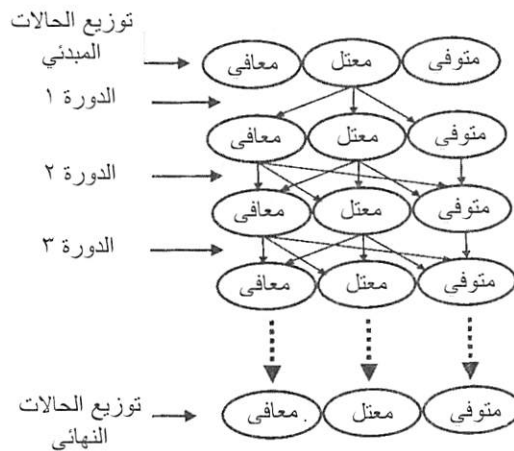 توزيع الحالات
المبدئي
معافى معتل متوفى
الدورة ١
معافى معتل متوفى
الدورة ٢
معافى معتل متوفى
الدورة ٣
معافى معتل متوفى
توزيع الحالات
النهائي
معافى معتل متوفى